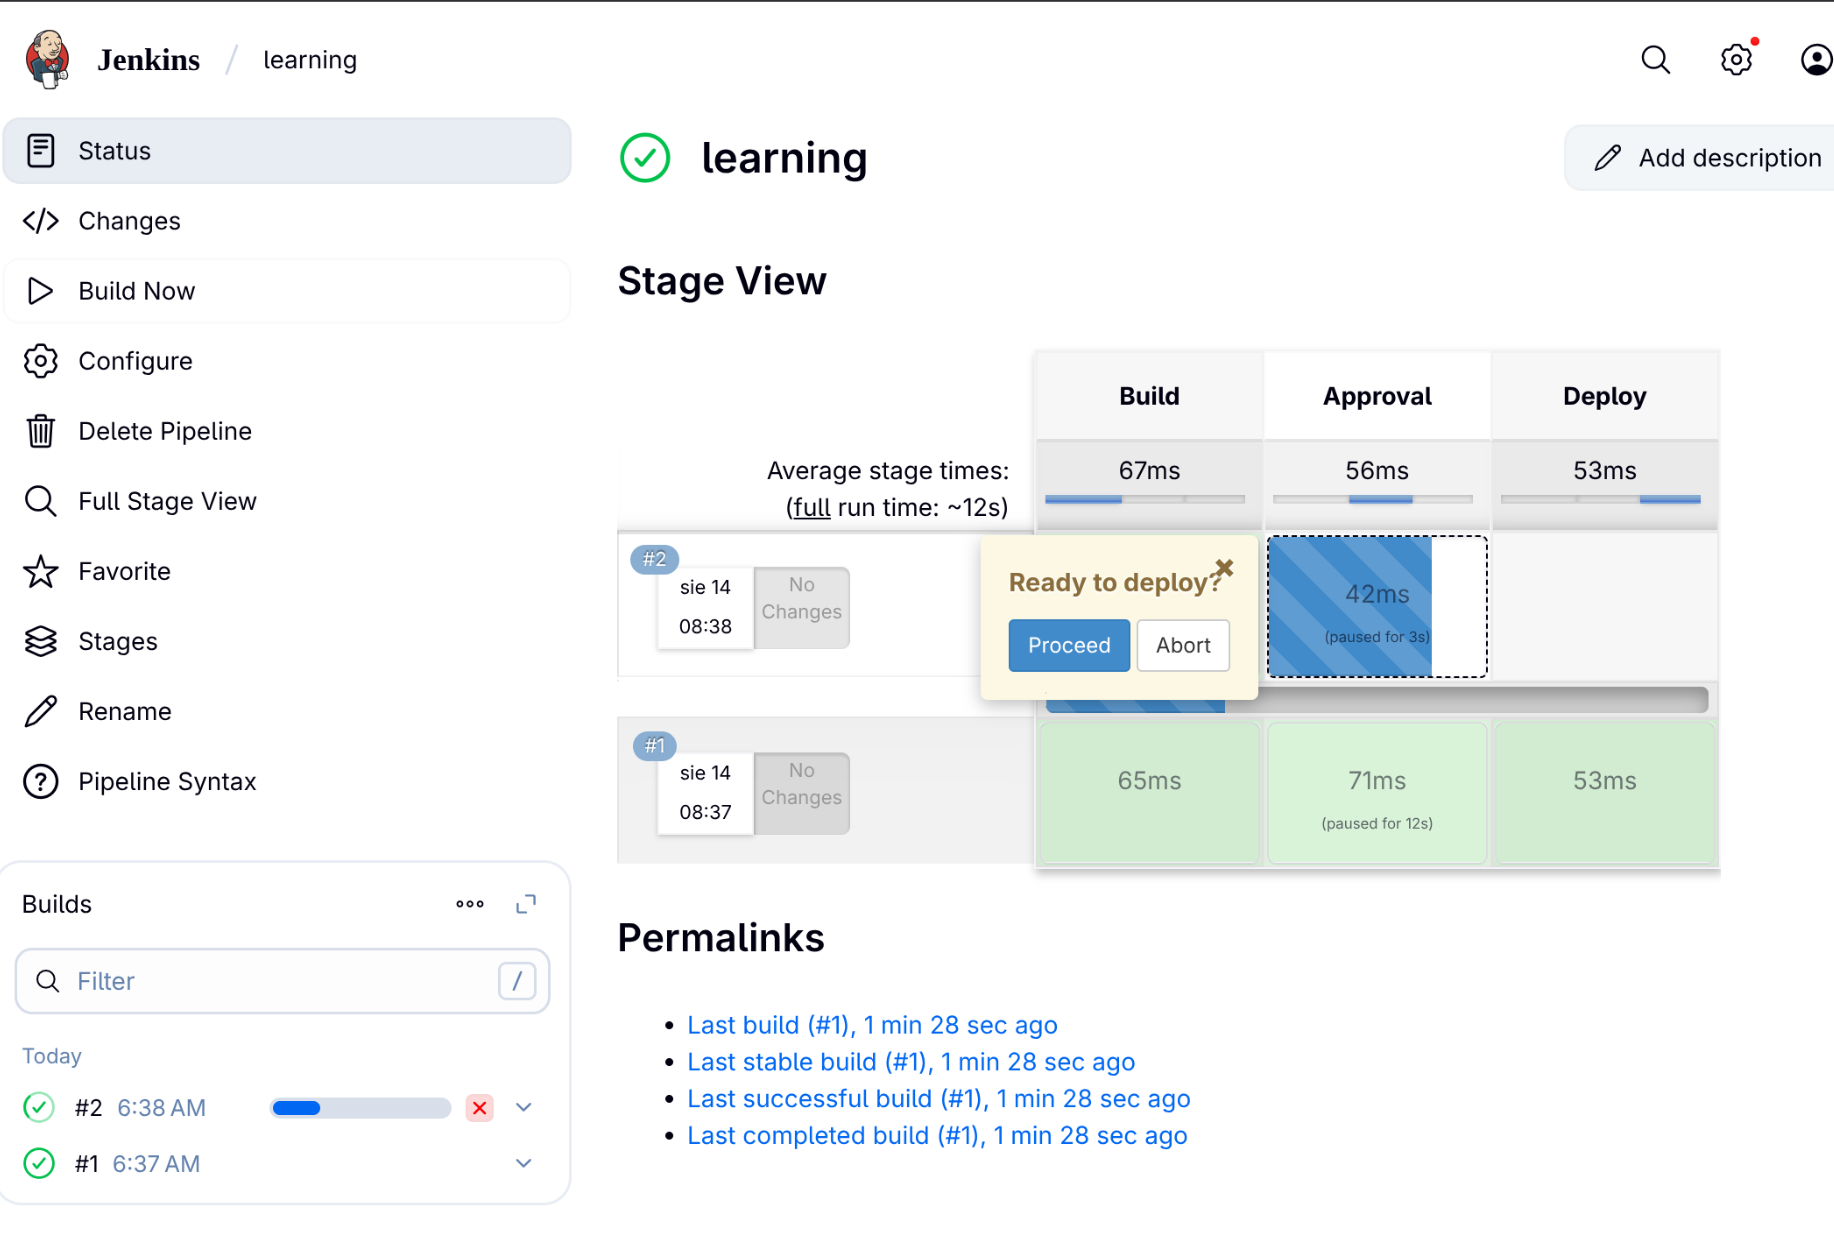 Jenkins / learning
Status
Changes
Build Now
Configure
Delete Pipeline
Full Stage View
Favorite
Stages
Rename
Pipeline Syntax
Builds
Filter
/
Today
#2 6:38 AM
#1 6:37 AM
learning
Add description
Stage View
Build Approval Deploy
Average stage times:
(full run time: ~12s)
67ms 56ms 53ms
#2
sie 14
08:38
No
Changes
Ready to deploy?
Proceed Abort
42ms
(paused for 3s)
#1
sie 14
08:37
No
Changes
65ms
71ms
(paused for 12s)
53ms
Permalinks
Last build (#1), 1 min 28 sec ago
Last stable build (#1), 1 min 28 sec ago
Last successful build (#1), 1 min 28 sec ago
Last completed build (#1), 1 min 28 sec ago